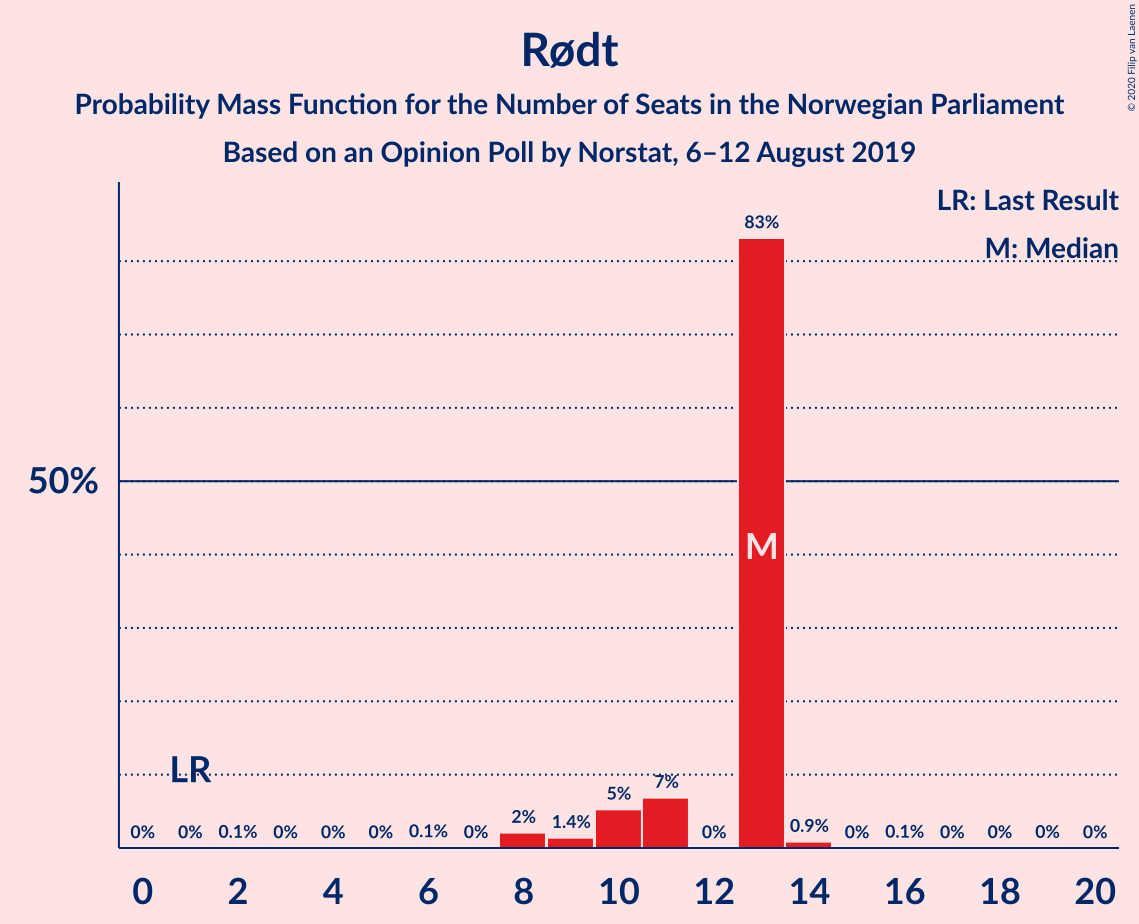 Rødt
Probability Mass Function for the Number of Seats in the Norwegian Parliament
Based on an Opinion Poll by Norstat, 6–12 August 2019
© 2020 Filip van Laenen
LR: Last Result
M: Median
83%
50%
M
LR
0% 0% 0.1% 0% 0% 0% 0.1% 0% 2% 1.4% 5% 7% 0% 0.9% 0% 0.1% 0% 0% 0% 0%
0 2 4 6 8 10 12 14 16 18 20